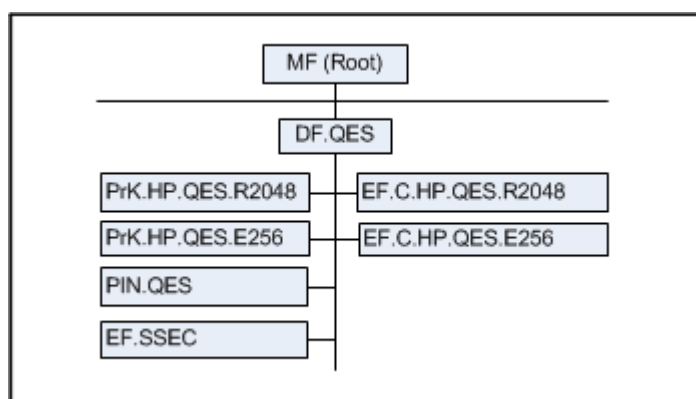 MF (Root)
DF.QES
PrK.HP.QES.R2048
EF.C.HP.QES.R2048
PrK.HP.QES.E256
EF.C.HP.QES.E256
PIN.QES
EF.SSEC